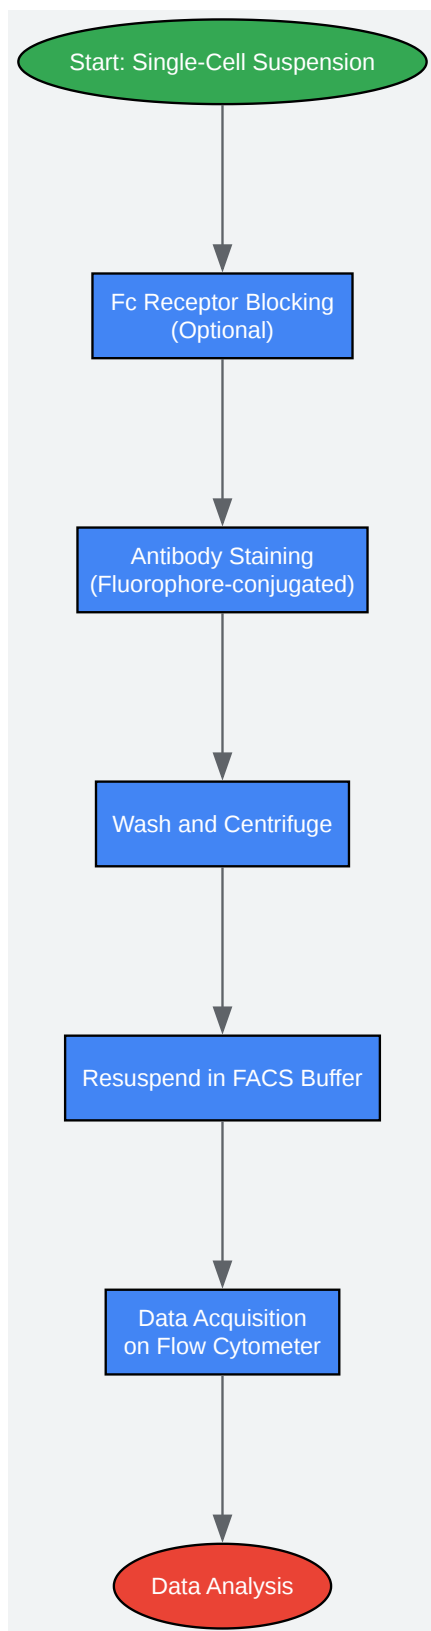 Start: Single-Cell Suspension
Fc Receptor Blocking
(Optional)
Antibody Staining
(Fluorophore-conjugated)
Wash and Centrifuge
Resuspend in FACS Buffer
Data Acquisition
on Flow Cytometer
Data Analysis